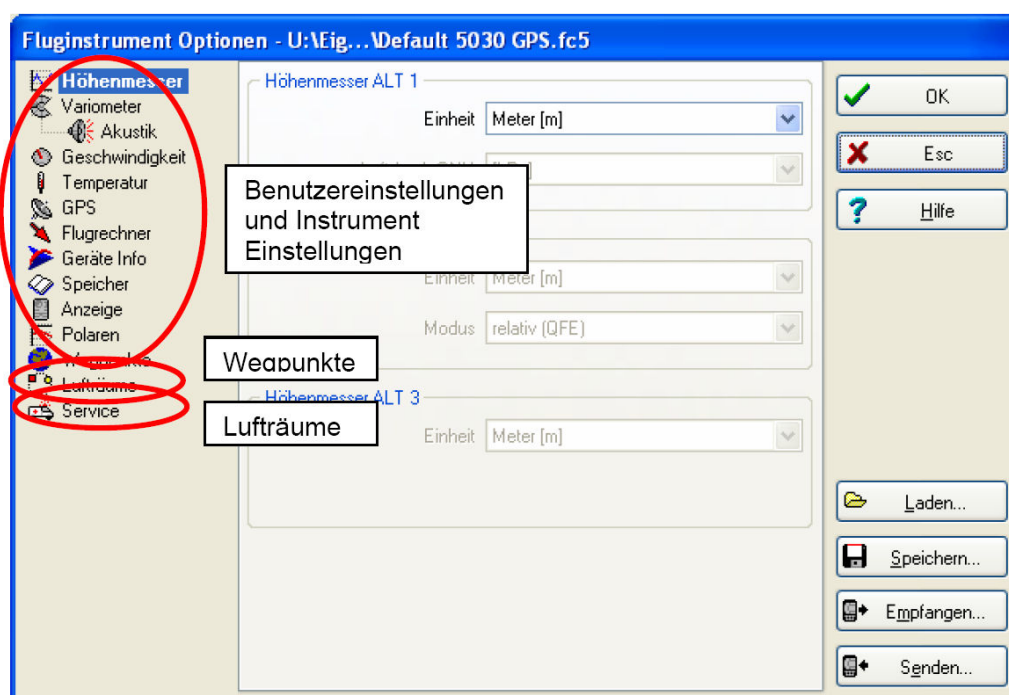 Fluginstrument Optionen - U:\Eig...\Default 5030 GPS.fc5
Höhenmesser
Variometer
Akustik
Geschwindigkeit
Temperatur
GPS
Flugrechner
Geräte Info
Speicher
Anzeige
Polaren
Lufträume
Service
Höhenmesser ALT 1
Einheit Meter [m]
Benutzereinstellungen
und Instrument
Einstellungen
Einheit Meter [m]
Modus relativ (QFE)
Wegpunkte
Höhenmesser ALT 3
Lufträume
Einheit Meter [m]
OK
Esc
Hilfe
Laden...
Speichern...
Empfangen...
Senden...